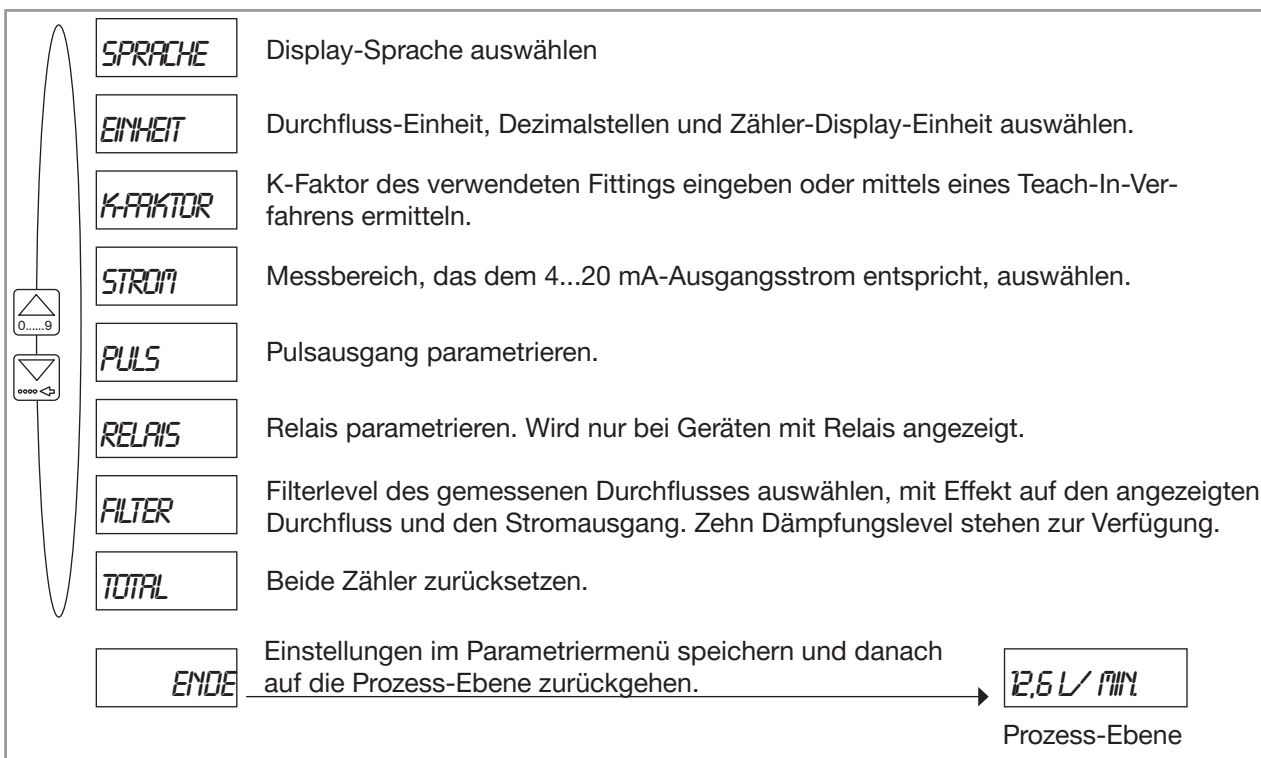 SPRACHE
Display-Sprache auswählen
EINHEIT
Durchfluss-Einheit, Dezimalstellen und Zähler-Display-Einheit auswählen.
K-FAKTOR
K-Faktor des verwendeten Fittings eingeben oder mittels eines Teach-In-Ver-
fahrens ermitteln.
STROM
Messbereich, das dem 4...20 mA-Ausgangsstrom entspricht, auswählen.
0......9
PULS
Pulsausgang parametrieren.
RELAIS
Relais parametrieren. Wird nur bei Geräten mit Relais angezeigt.
FILTER
Filterlevel des gemessenen Durchflusses auswählen, mit Effekt auf den angezeigten
Durchfluss und den Stromausgang. Zehn Dämpfungslevel stehen zur Verfügung.
TOTAL
Beide Zähler zurücksetzen.
ENDE
Einstellungen im Parametriermenü speichern und danach
auf die Prozess-Ebene zurückgehen.
12,6 L/ MIN.
Prozess-Ebene